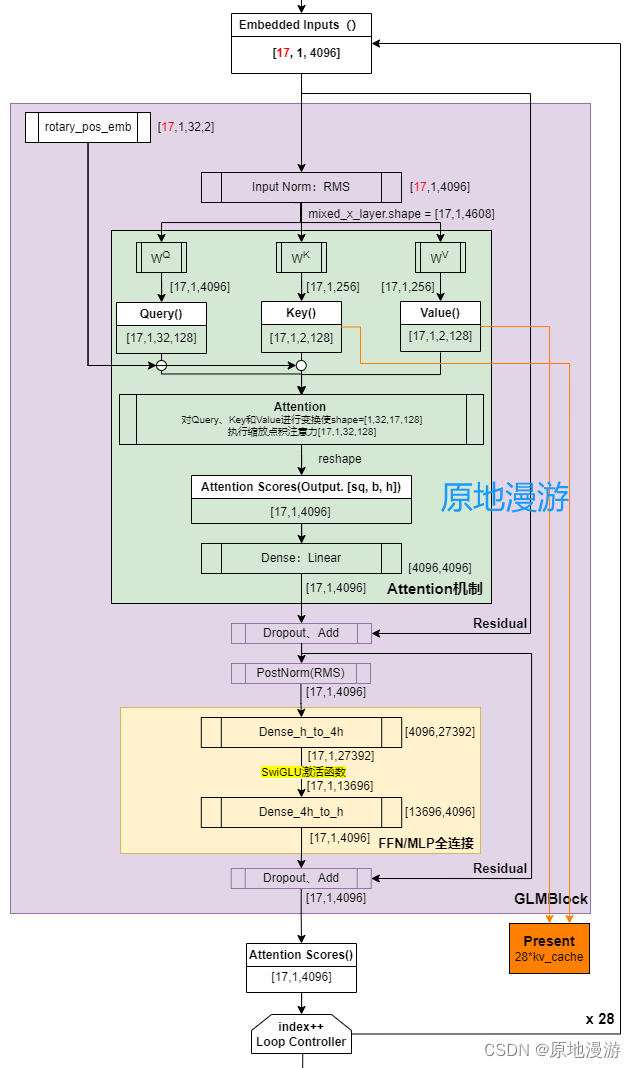 Embedded Inputs （）
[17, 1, 4096]
rotary_pos_emb
[17,1,32,2]
Input Norm：RMS
[17,1,4096]
mixed_x_layer.shape = [17,1,4608]
W^Q
W^K
W^V
[17,1,4096]
[17,1,256]
[17,1,256]
Query()
[17,1,32,128]
Key()
[17,1,2,128]
Value()
[17,1,2,128]
Attention
对Query、Key和Value进行变换使shape=[1,32,17,128]
执行缩放点积注意力[17,1,32,128]
reshape
Attention Scores(Output. [sq, b, h])
[17,1,4096]
原地漫游
Dense：Linear
[4096,4096]
[17,1,4096]
Attention机制
Residual
Dropout、Add
PostNorm(RMS)
[17,1,4096]
Dense_h_to_4h
[4096,27392]
[17,1,27392]
SwiGLU激活函数
[17,1,13696]
Dense_4h_to_h
[13696,4096]
[17,1,4096]
FFN/MLP全连接
Residual
Dropout、Add
[17,1,4096]
GLMBlock
Present
28*kv_cache
Attention Scores()
[17,1,4096]
index++
Loop Controller
x 28
CSDN @原地漫游